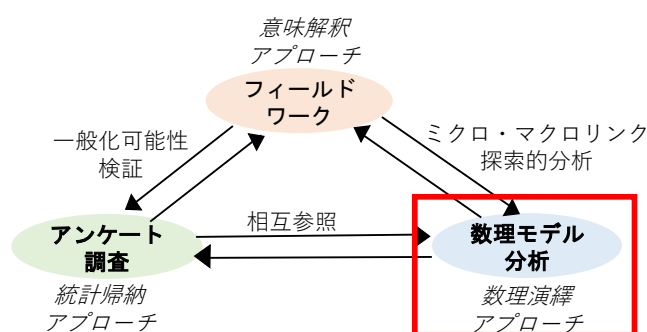 意味解釈
アプローチ
フィールド
ワーク
一般化可能性
検証
ミクロ・マクロリンク
探索的分析
相互参照
アンケート
調査
数理モデル
分析
統計帰納
アプローチ
数理演繹
アプローチ